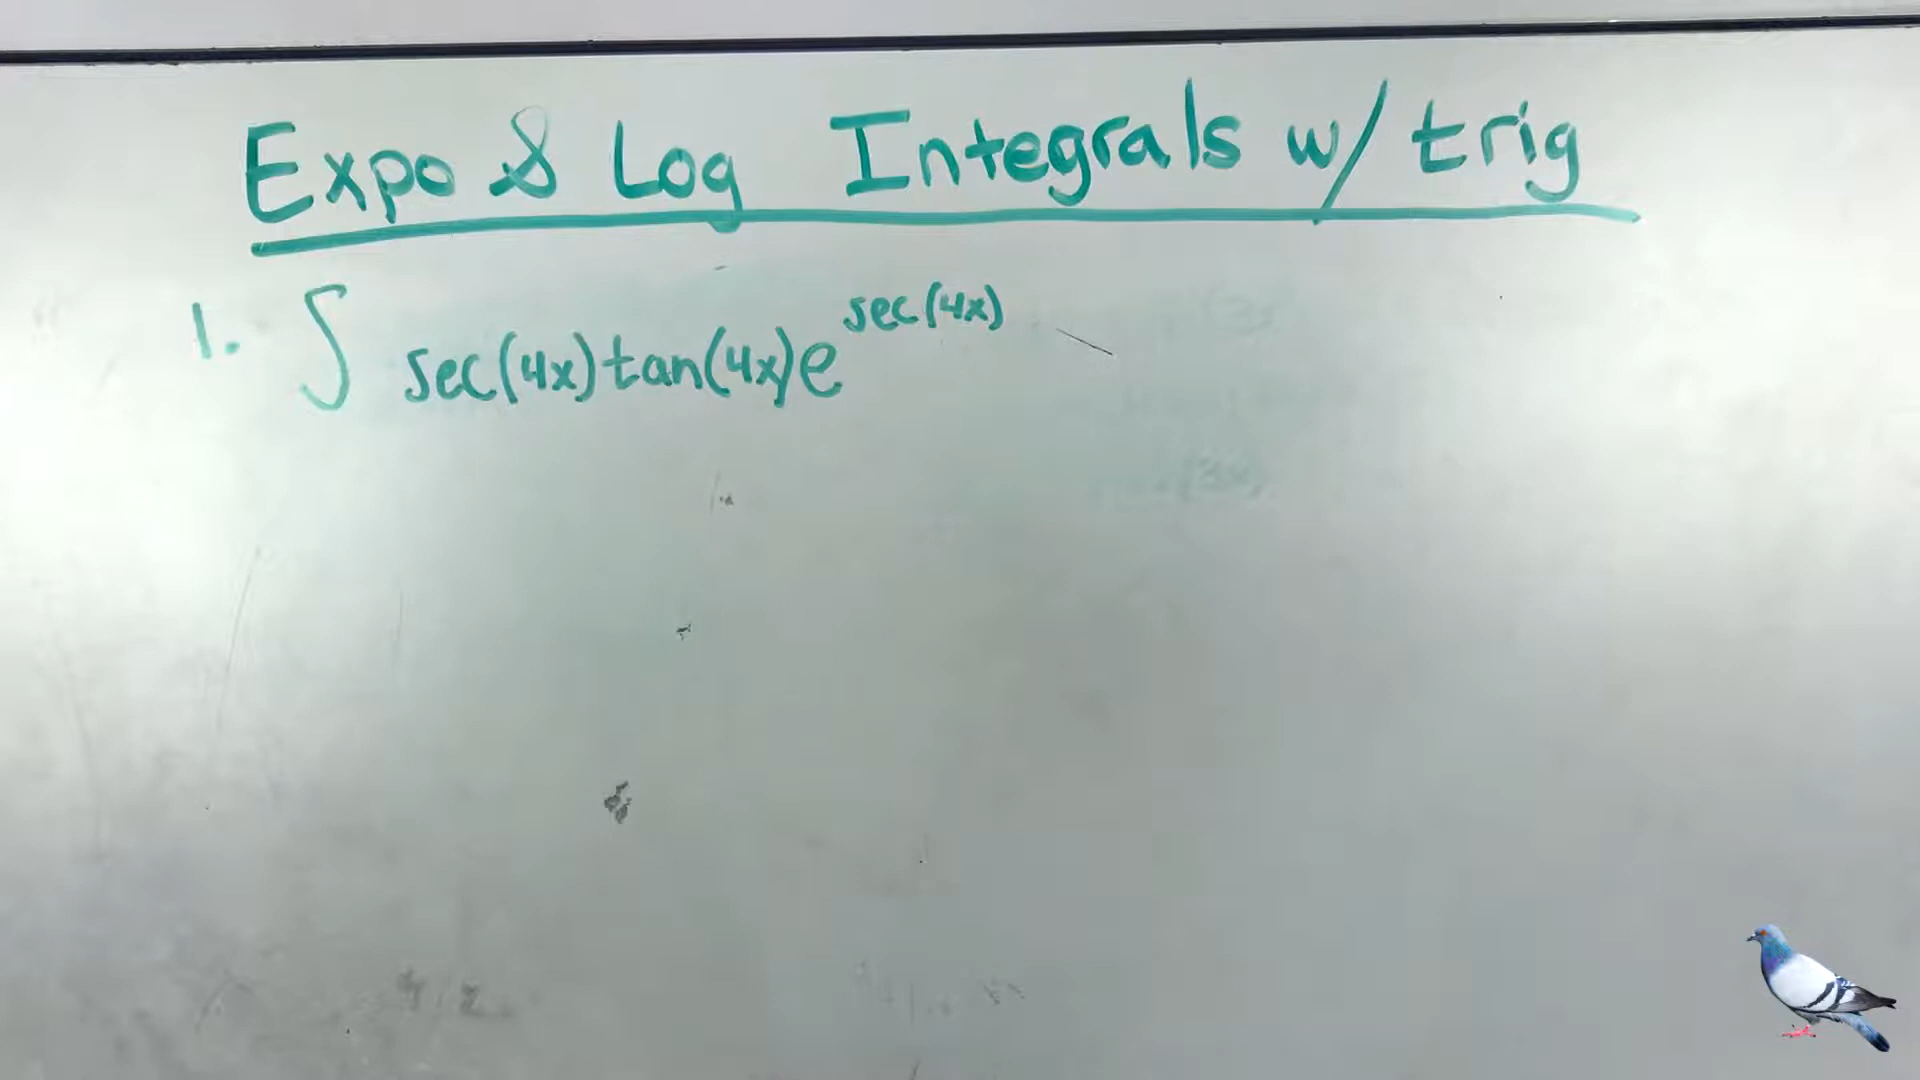 Expo & Log Integrals w/ trig
1. ∫ sec(4x)tan(4x)e^sec(4x)